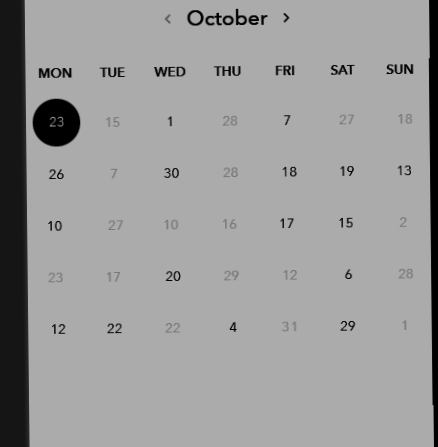 ‹ October ›
MON TUE WED THU FRI SAT SUN
23 15 1 28 7 27 18
26 7 30 28 18 19 13
10 27 10 16 17 15 2
23 17 20 29 12 6 28
12 22 22 4 31 29 1